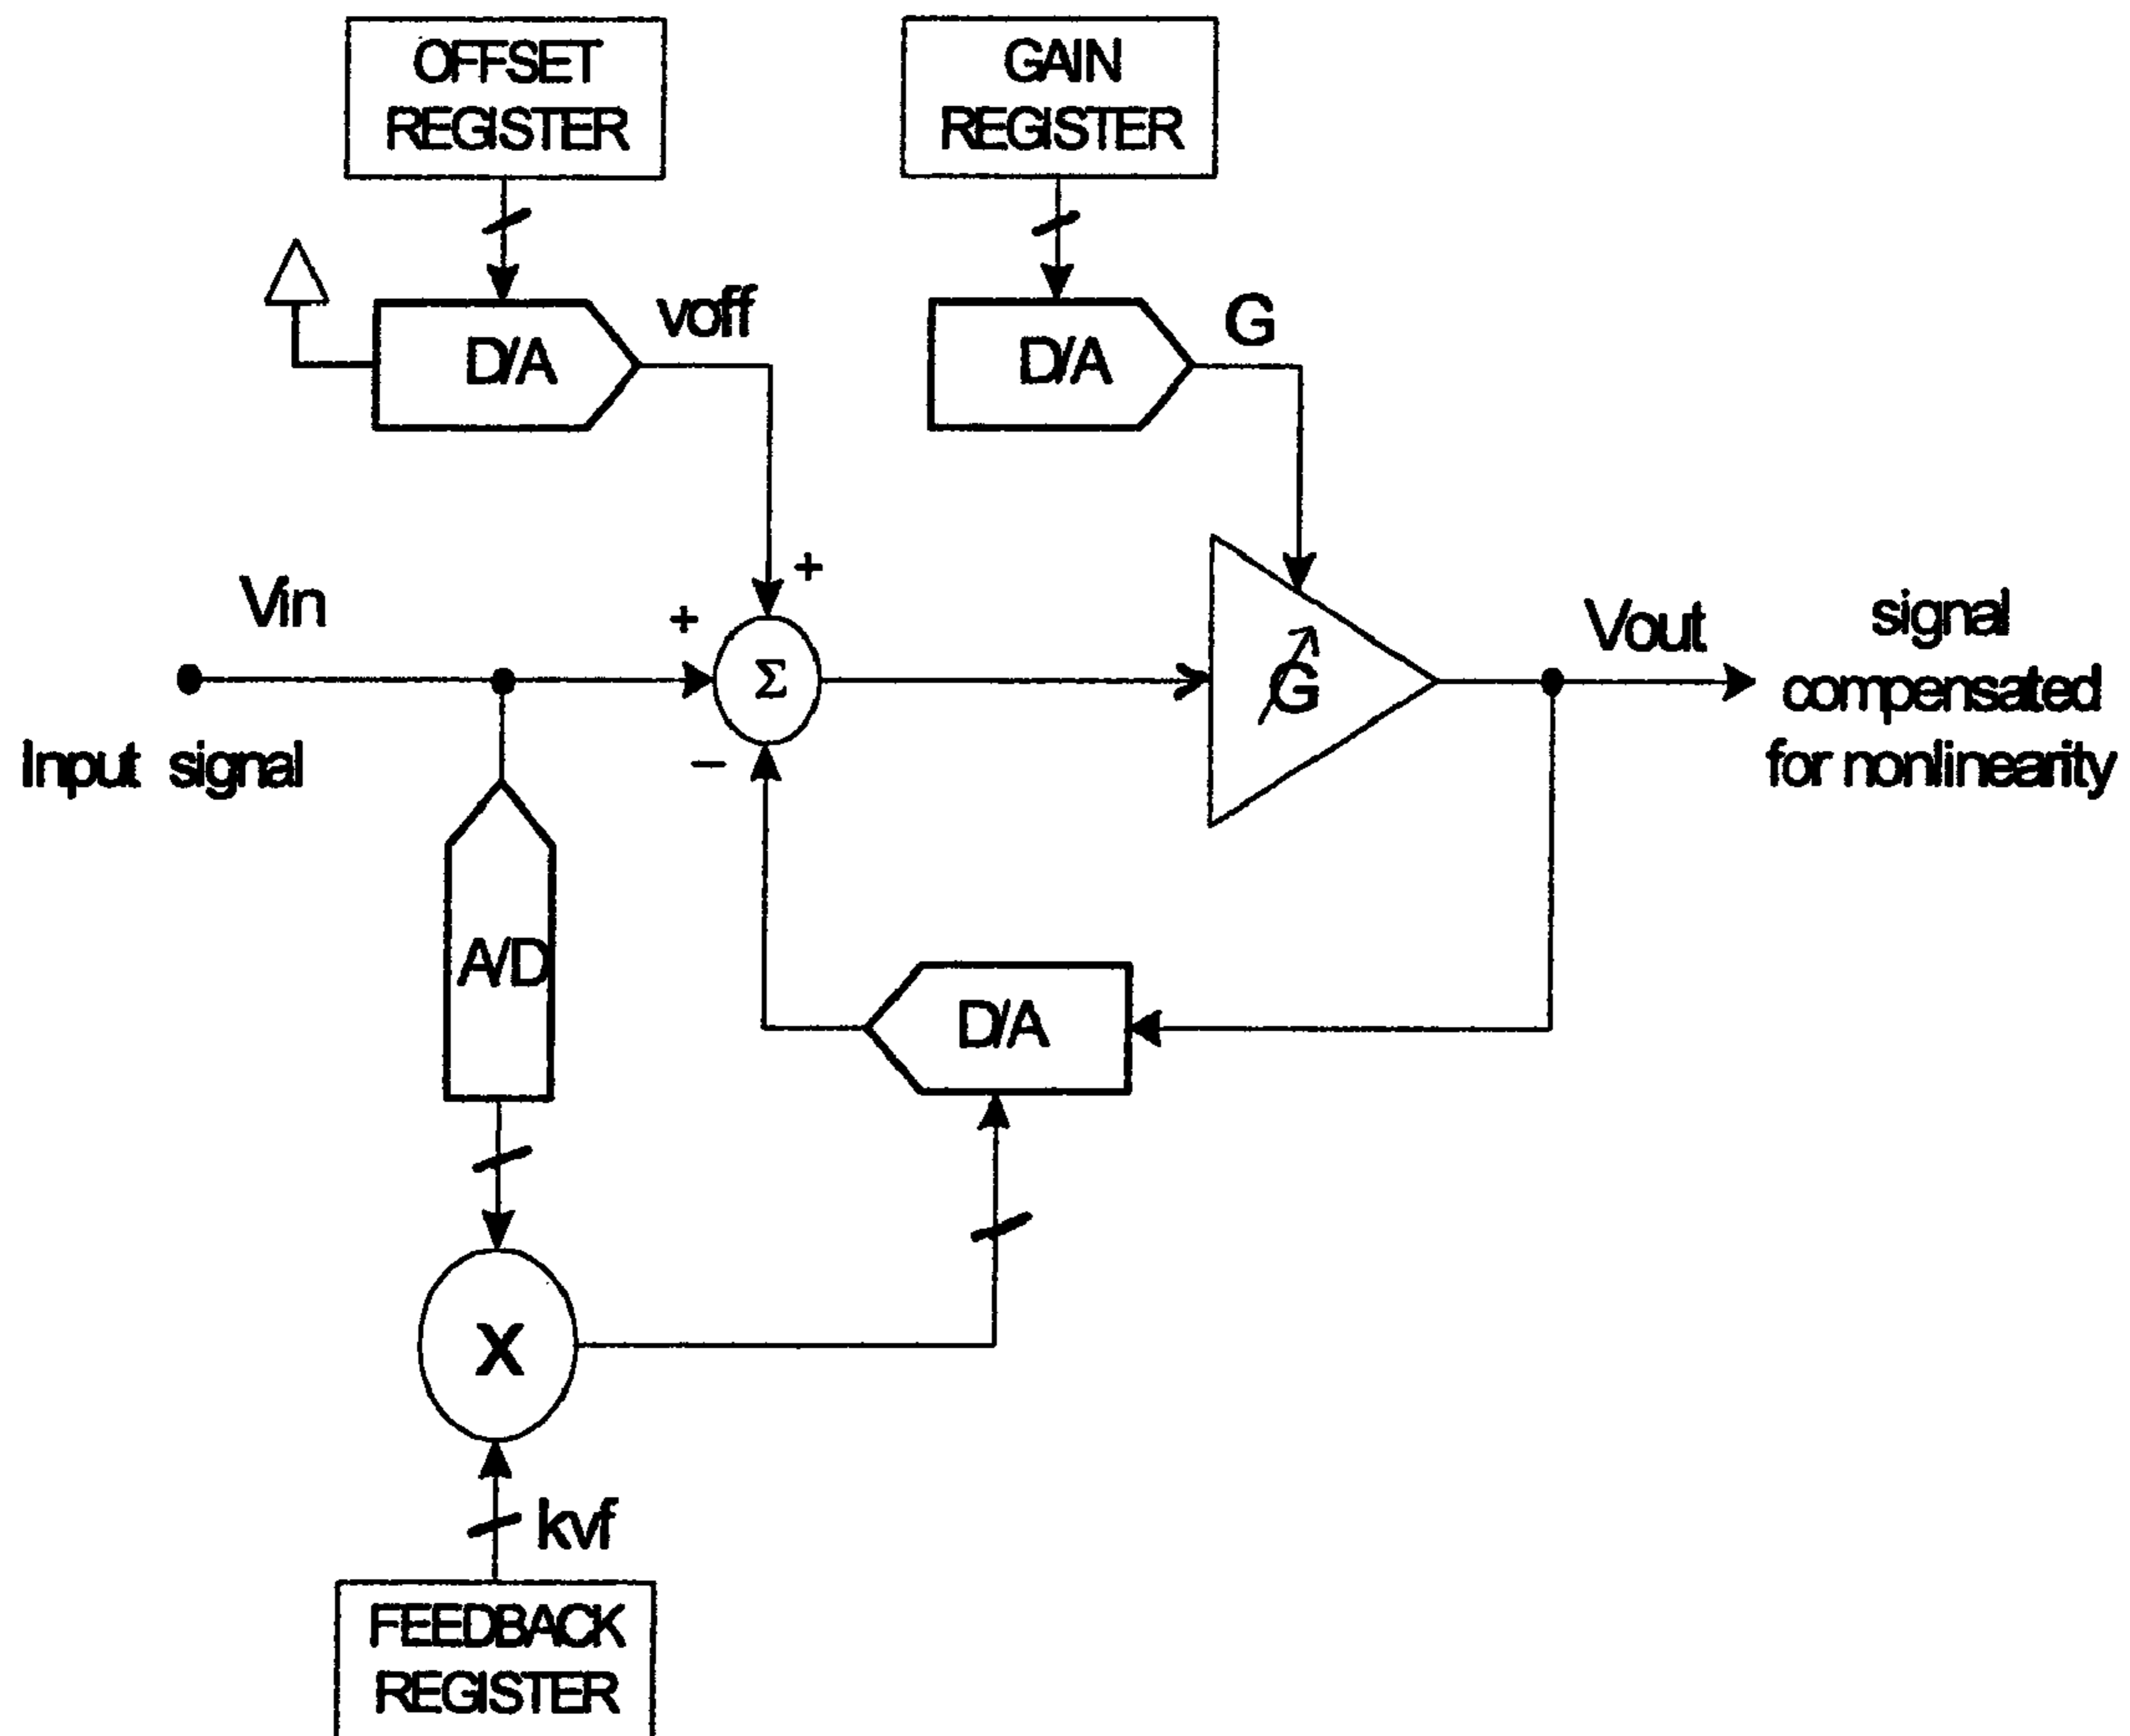 OFFSET
REGISTER
GAIN
REGISTER
D/A
voff
D/A
G
+
+
Vin
Σ
G
Vout
signal
compensated
for nonlinearity
Input signal
−
A/D
D/A
X
kvf
FEEDBACK
REGISTER